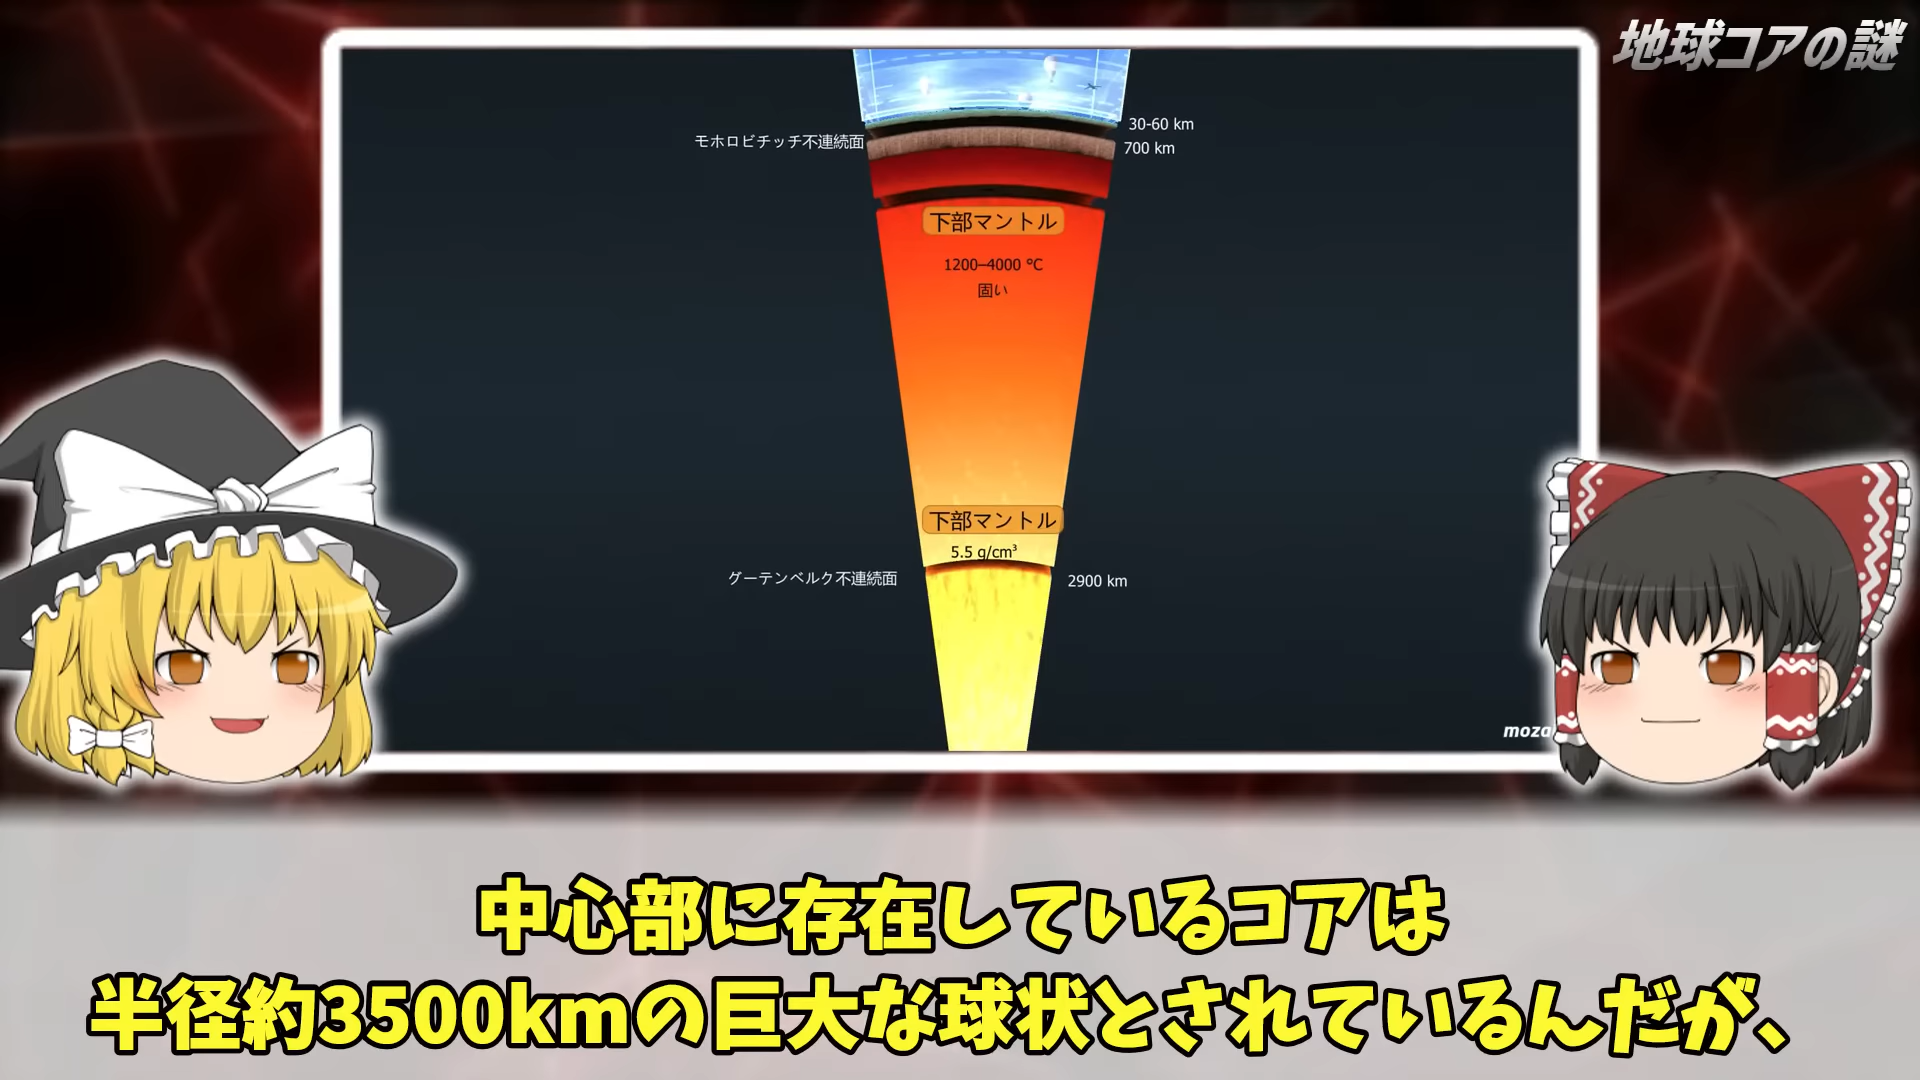 地球コアの謎
30-60 km
モホロビチッチ不連続面
700 km
下部マントル
1200–4000 °C
固い
下部マントル
5.5 g/cm³
グーテンベルク不連続面
2900 km
moza
中心部に存在しているコアは
半径約3500kmの巨大な球状とされているんだが、